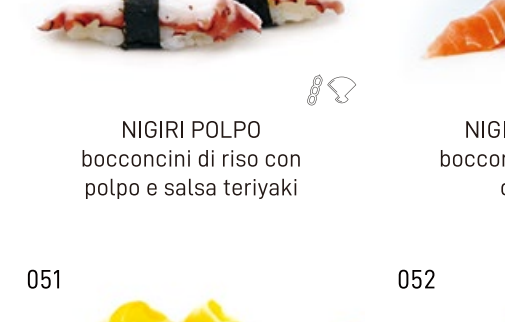 NIGIRI POLPO
bocconcini di riso con
polpo e salsa teriyaki
051
052